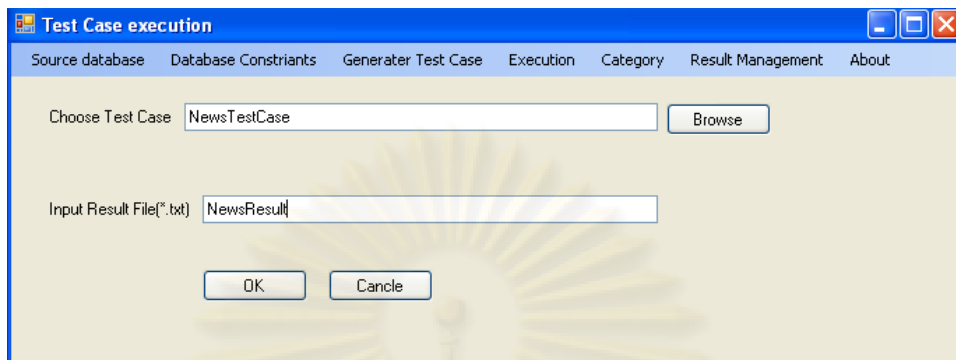 Test Case execution
Source database Database Constriants Generater Test Case Execution Category Result Management About
Choose Test Case NewsTestCase Browse
Input Result File(*.txt) NewsResult
OK Cancle